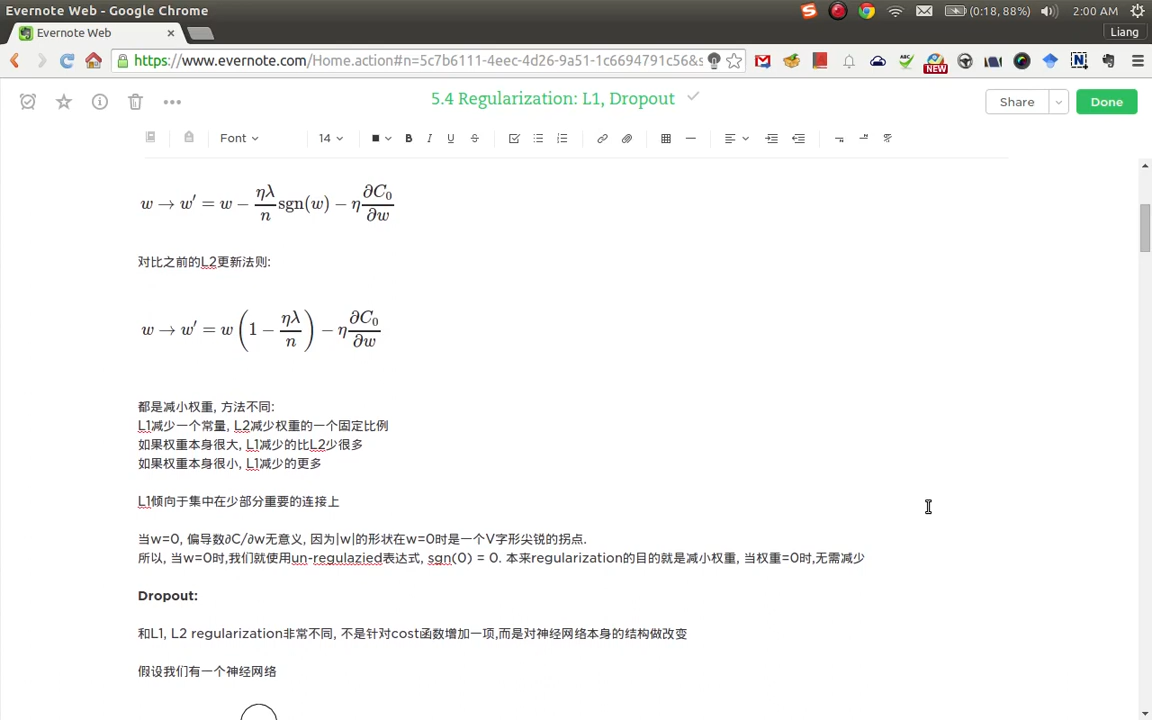 Evernote Web - Google Chrome
(0:18, 88%)
2:00 AM
Evernote Web
Liang
https://www.evernote.com/Home.action#n=5c7b6111-4eec-4d26-9a51-1c6694791c56&s
NEW
5.4 Regularization: L1, Dropout
Share
Done
Font
14
B
I
U
S
w → w′ = w − ηλ/n sgn(w) − η ∂C₀/∂w
对比之前的L2更新法则:
w → w′ = w (1 − ηλ/n) − η ∂C₀/∂w
都是减小权重, 方法不同:
L1减少一个常量, L2减少权重的一个固定比例
如果权重本身很大, L1减少的比L2少很多
如果权重本身很小, L1减少的更多
L1倾向于集中在少部分重要的连接上
当w=0, 偏导数∂C/∂w无意义, 因为|w|的形状在w=0时是一个V字形尖锐的拐点.
所以, 当w=0时,我们就使用un-regulazied表达式, sgn(0) = 0. 本来regularization的目的就是减小权重, 当权重=0时,无需减少
Dropout:
和L1, L2 regularization非常不同, 不是针对cost函数增加一项,而是对神经网络本身的结构做改变
假设我们有一个神经网络